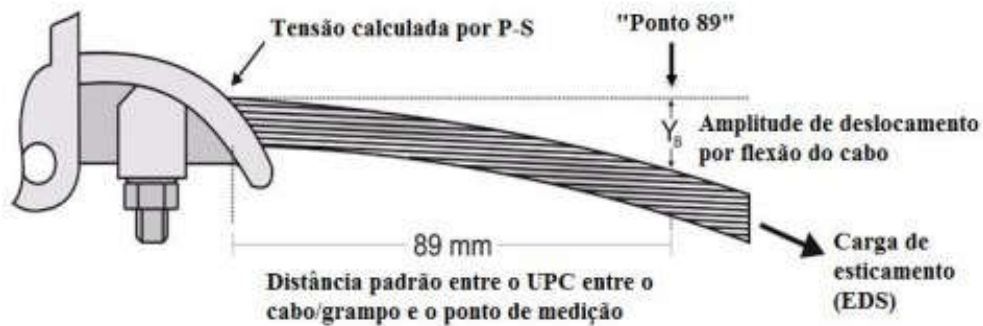 Tensão calculada por P-S
"Ponto 89"
Y_B Amplitude de deslocamento
por flexão do cabo
89 mm
Carga de
esticamento
(EDS)
Distância padrão entre o UPC entre o
cabo/grampo e o ponto de medição